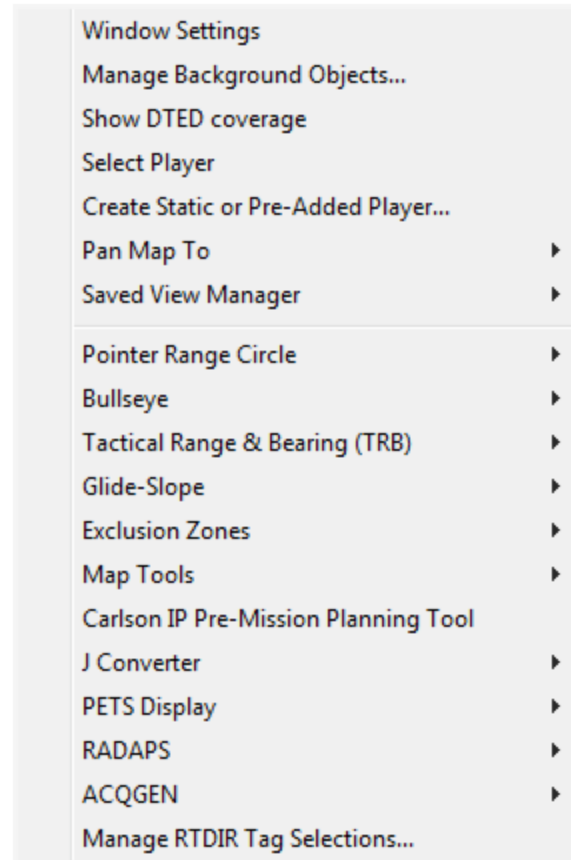 Window Settings
Manage Background Objects...
Show DTED coverage
Select Player
Create Static or Pre-Added Player...
Pan Map To
Saved View Manager
Pointer Range Circle
Bullseye
Tactical Range & Bearing (TRB)
Glide-Slope
Exclusion Zones
Map Tools
Carlson IP Pre-Mission Planning Tool
J Converter
PETS Display
RADAPS
ACQGEN
Manage RTDIR Tag Selections...